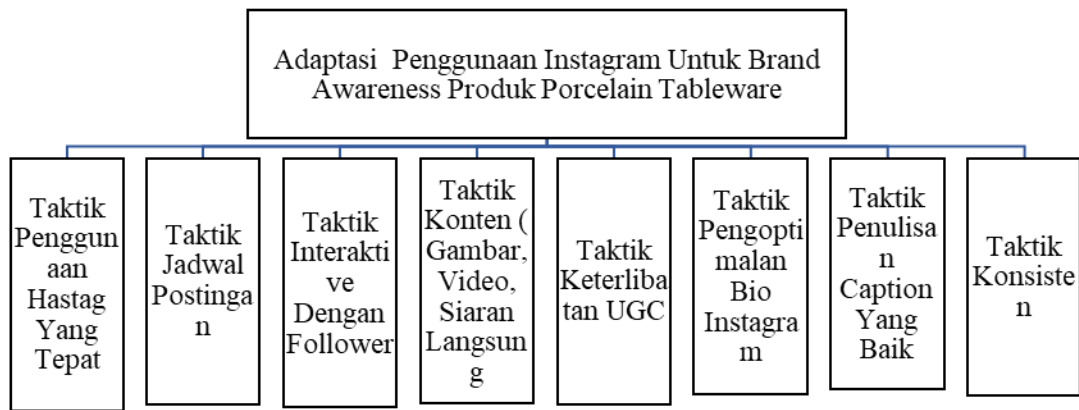 Adaptasi Penggunaan Instagram Untuk Brand
Awareness Produk Porcelain Tableware
Taktik
Penggun
aan
Hastag
Yang
Tepat
Taktik
Jadwal
Postinga
n
Taktik
Interakti
ve
Dengan
Follower
Taktik
Konten (
Gambar,
Video,
Siaran
Langsun
g
Taktik
Keterliba
tan UGC
Taktik
Pengopti
malan
Bio
Instagra
m
Taktik
Penulisa
n
Caption
Yang
Baik
Taktik
Konsiste
n